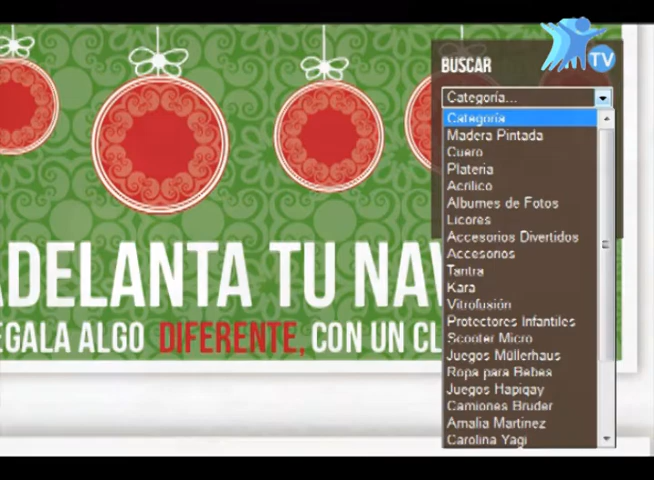 TV
BUSCAR
Categoría...
Categoría
Madera Pintada
Cuero
Plateria
Acrílico
Albumes de Fotos
Licores
Accesorios Divertidos
Accesorios
Tantra
Kara
Vitrofusión
Protectores Infantiles
Scooter Micro
Juegos Müllerhaus
Ropa para Bebes
Juegos Hapiqay
Camiones Bruder
Amalia Martinez
Carolina Yagi
ADELANTA TU NAV
EGALA ALGO DIFERENTE, CON UN CL